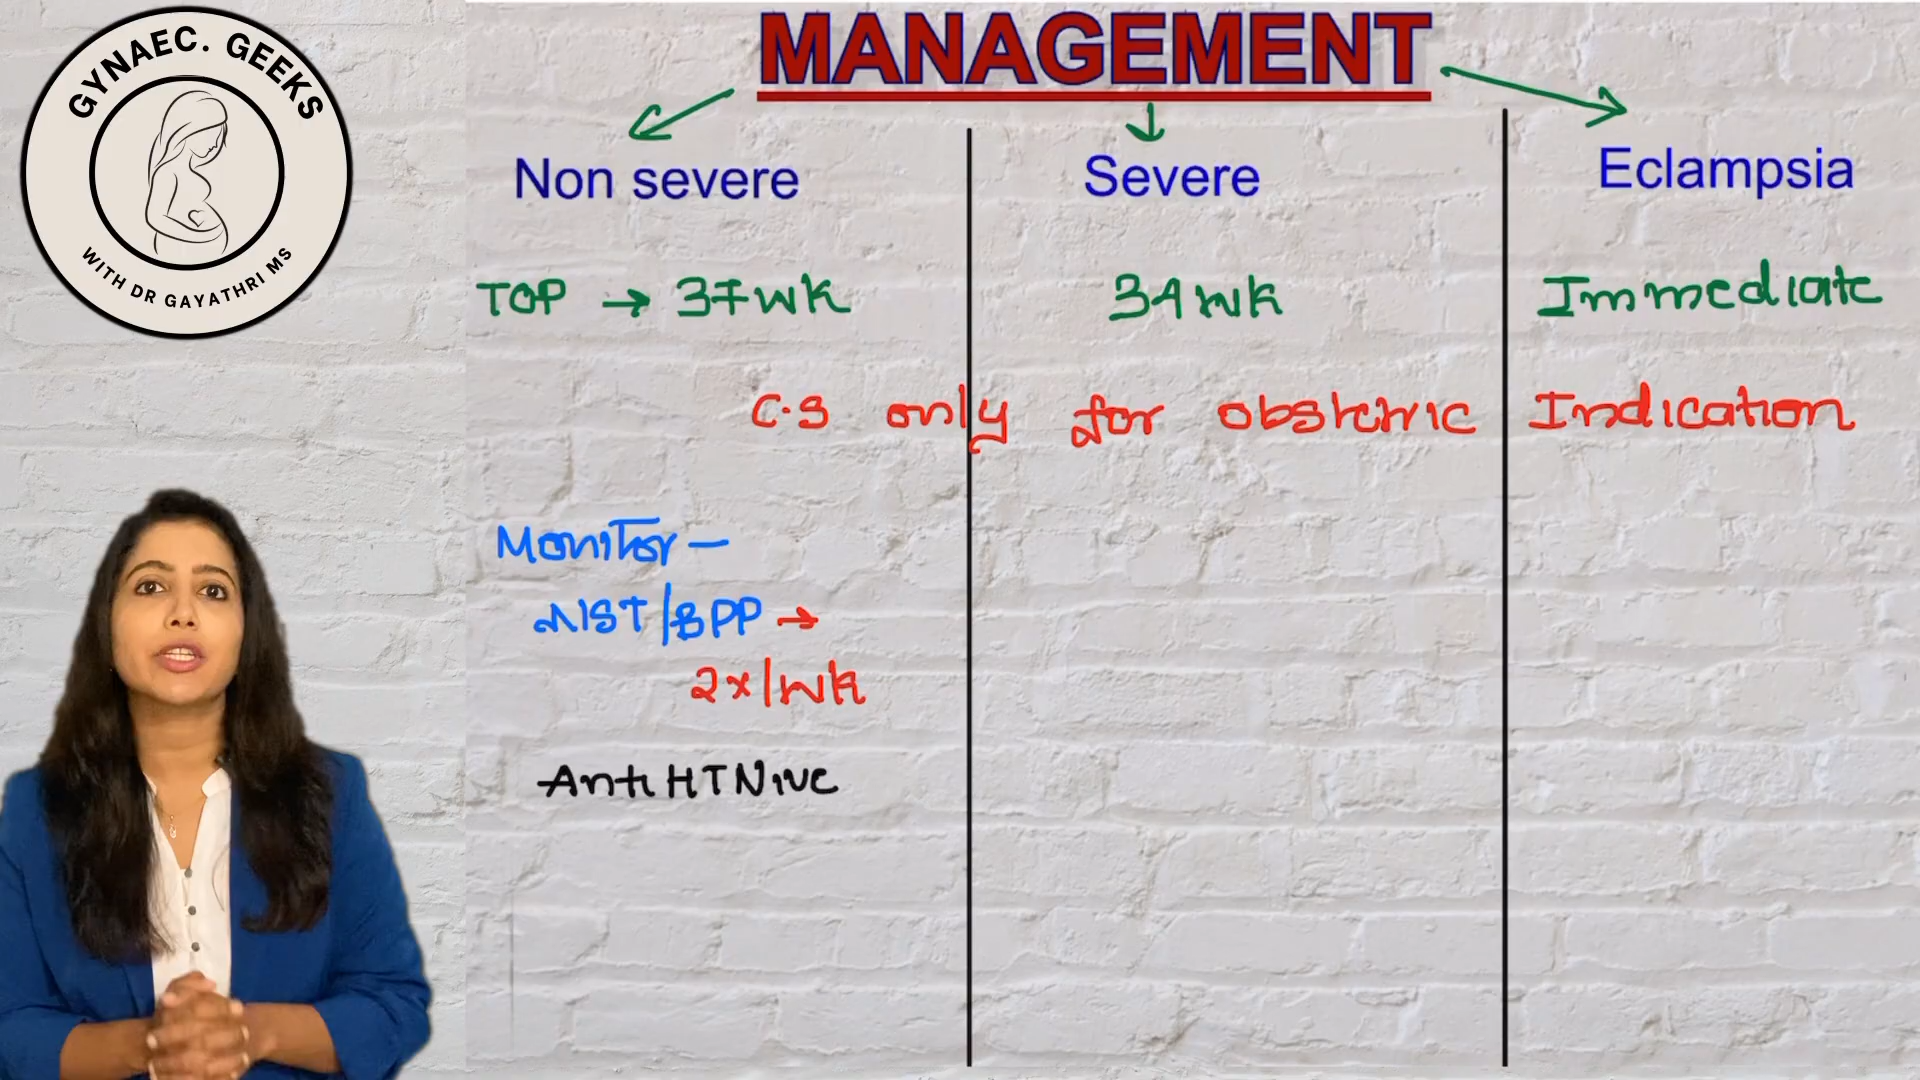 GYNAEC. GEEKS
WITH DR GAYATHRI MS
MANAGEMENT
Non severe
Severe
Eclampsia
TOP → 37wk
34wk
Immediate
C.S only for obstetric Indication
Monitor –
NST/BPP →
2x/wk
AntiHTNive